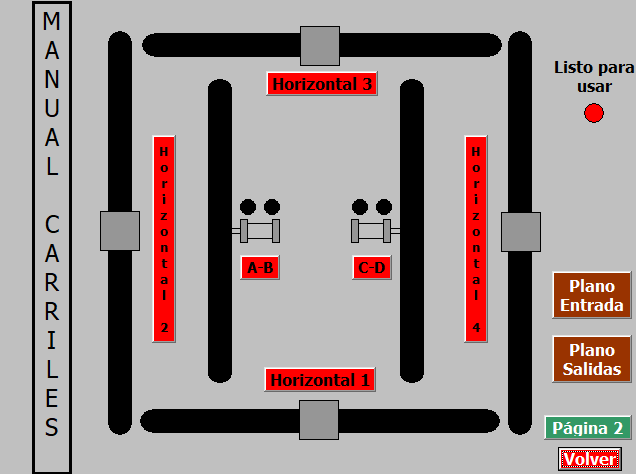 MANUAL CARRILES
Horizontal 3
Listo para
usar
Horizontal 2
Horizontal 4
A-B
C-D
Plano
Entrada
Plano
Salidas
Horizontal 1
Página 2
Volver